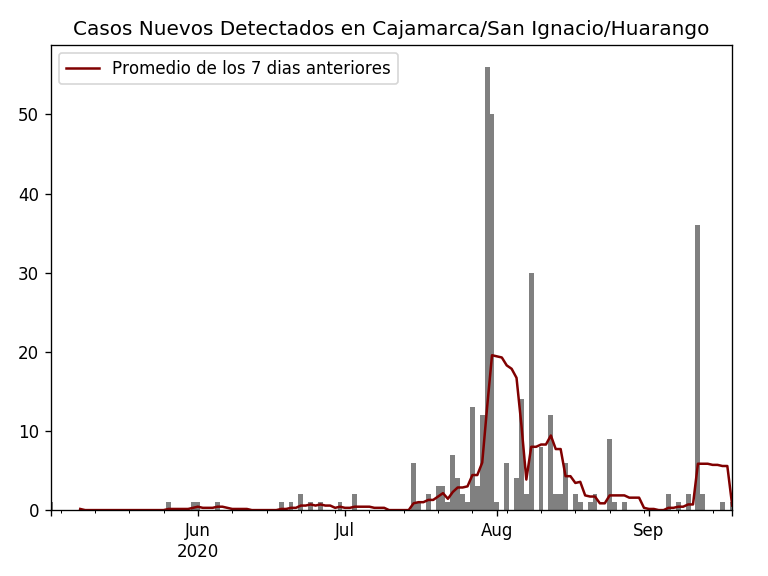 Casos Nuevos Detectados en Cajamarca/San Ignacio/Huarango
Promedio de los 7 dias anteriores
50
40
30
20
10
0
Jun
2020
Jul
Aug
Sep